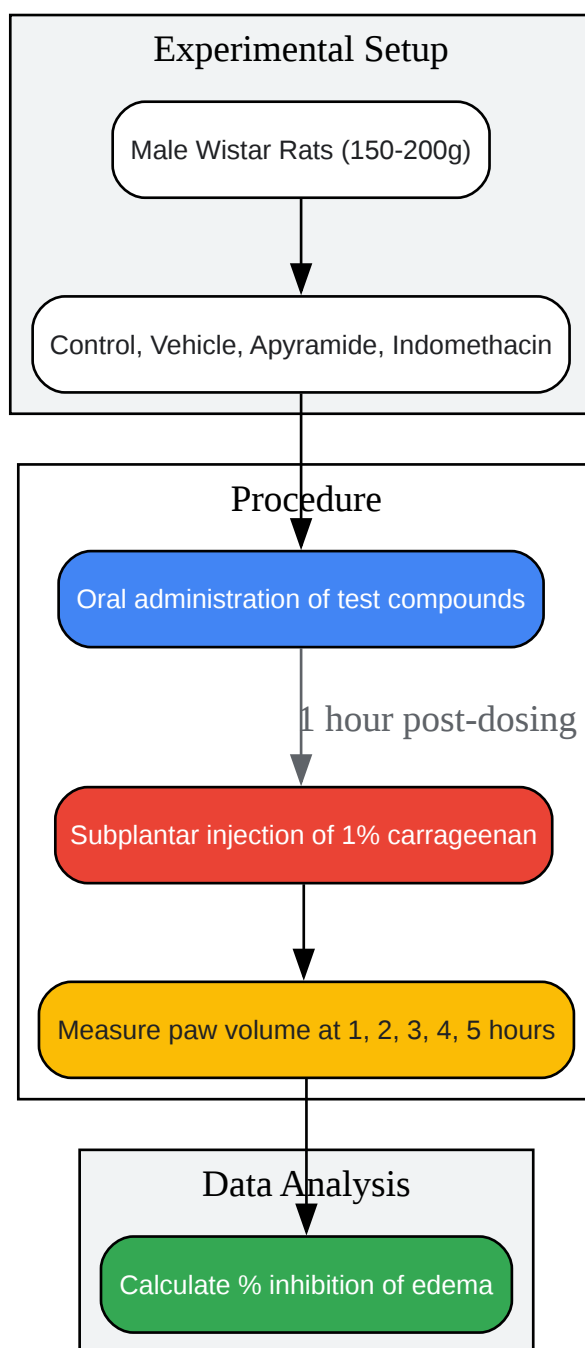 Experimental Setup
Male Wistar Rats (150-200g)
Control, Vehicle, Apyramide, Indomethacin
Procedure
Oral administration of test compounds
1 hour post-dosing
Subplantar injection of 1% carrageenan
Measure paw volume at 1, 2, 3, 4, 5 hours
Data Analysis
Calculate % inhibition of edema